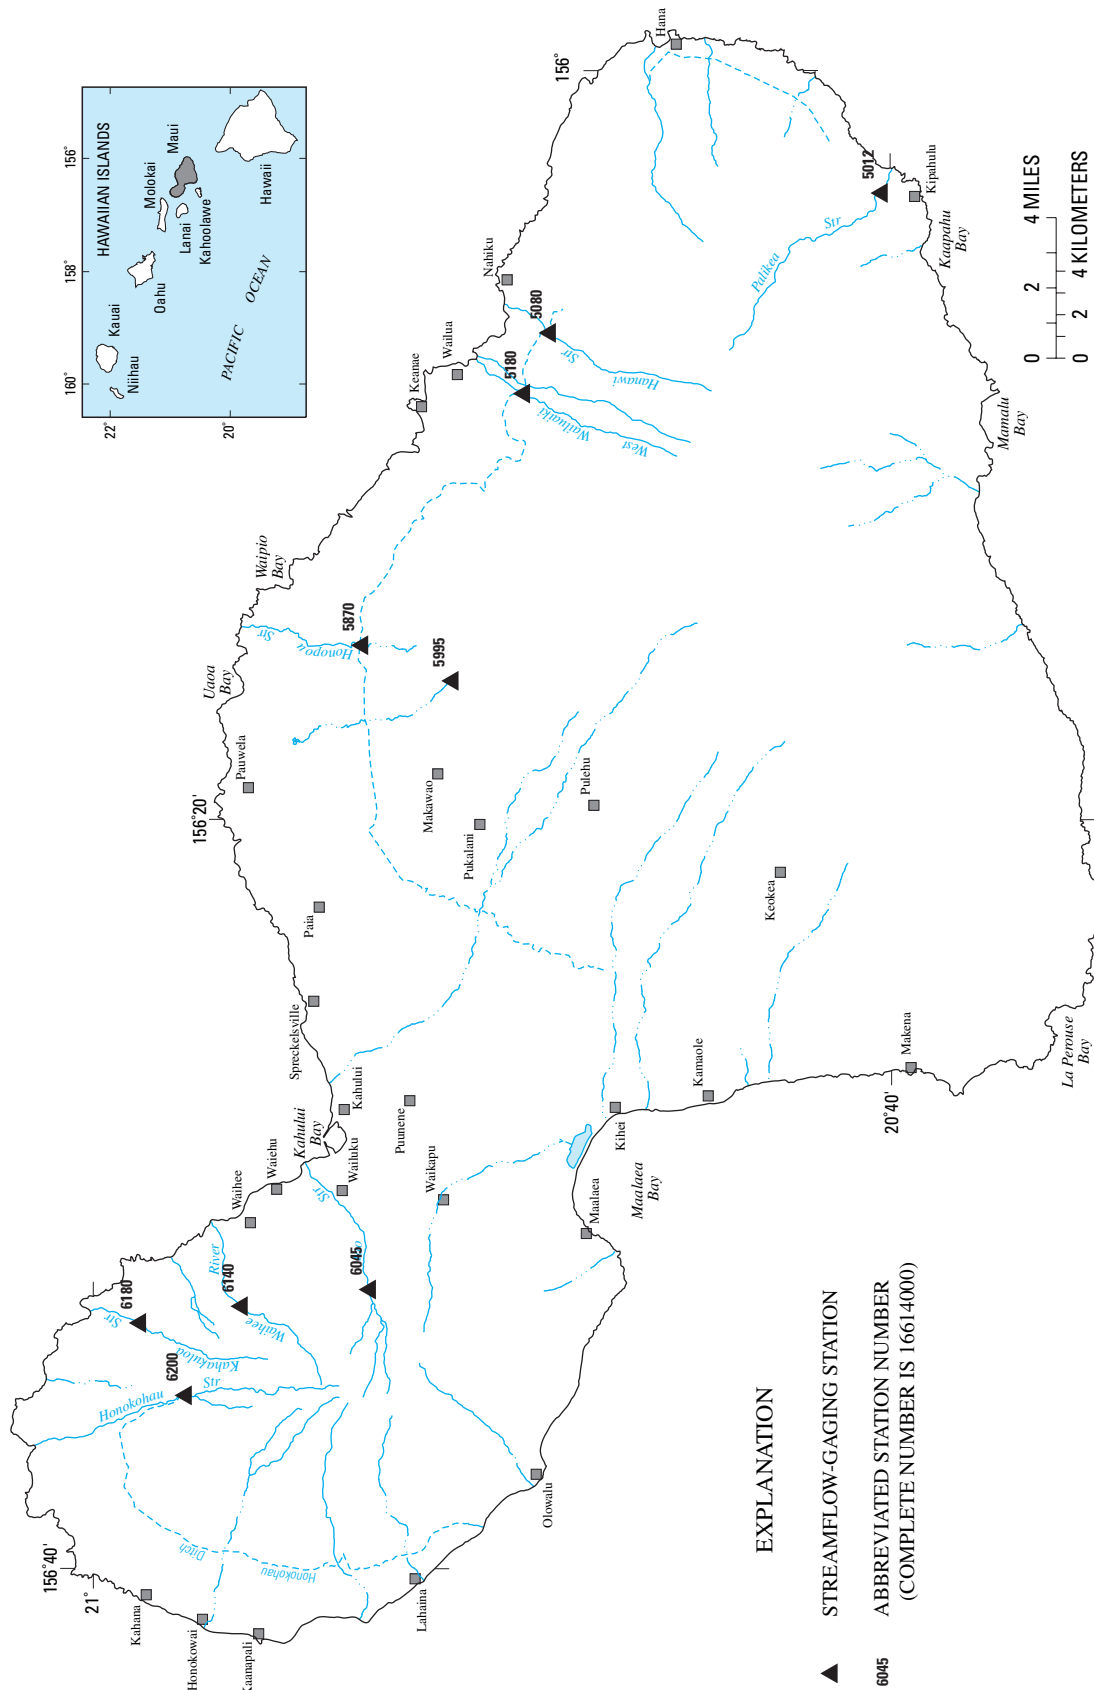 HAWAIIAN ISLANDS
22°
20°
160°
158°
156°
Niihau
Kauai
Oahu
Molokai
Maui
Lanai
Kahoolawe
Hawaii
PACIFIC
OCEAN
156°40'
21°
156°20'
156°
20°40'
Kahana
Honokowai
Kaanapali
Lahaina
Olowalu
Honokohau
Ditch
Honokohau
Str
6200
Kahakuloa
Str
6180
Waihee
River
6140
6045
o
Str
Waihee
Waiehu
Wailuku
Waikapu
Maalaea
Maalaea
Bay
Kahului
Bay
Kahului
Puunene
Kihei
Kamaole
Makena
La Perouse
Bay
Spreckelsville
Paia
Pauwela
Uaoa
Bay
Makawao
Pukalani
Pulehu
Keokea
5995
5870
Honopou
Str
Waipio
Bay
Keanae
Wailua
5180
West
Wailuaiki
5080
Hanawi
Str
Nahiku
Hana
Palikea
Str
5012
Kipahulu
Kaapahu
Bay
Mamalu
Bay
0 2 4 MILES
0 2 4 KILOMETERS
EXPLANATION
STREAMFLOW-GAGING STATION
6045 ABBREVIATED STATION NUMBER
(COMPLETE NUMBER IS 16614000)